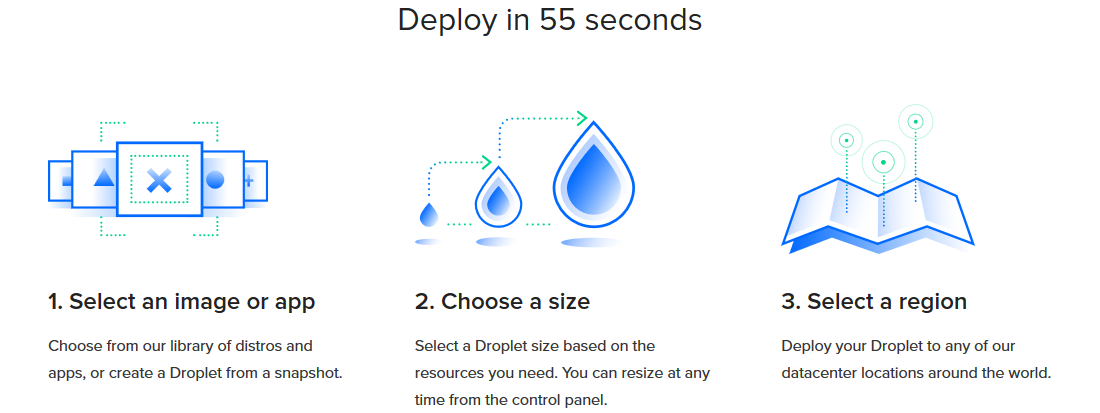 Deploy in 55 seconds
1. Select an image or app
Choose from our library of distros and
apps, or create a Droplet from a snapshot.
2. Choose a size
Select a Droplet size based on the
resources you need. You can resize at any
time from the control panel.
3. Select a region
Deploy your Droplet to any of our
datacenter locations around the world.